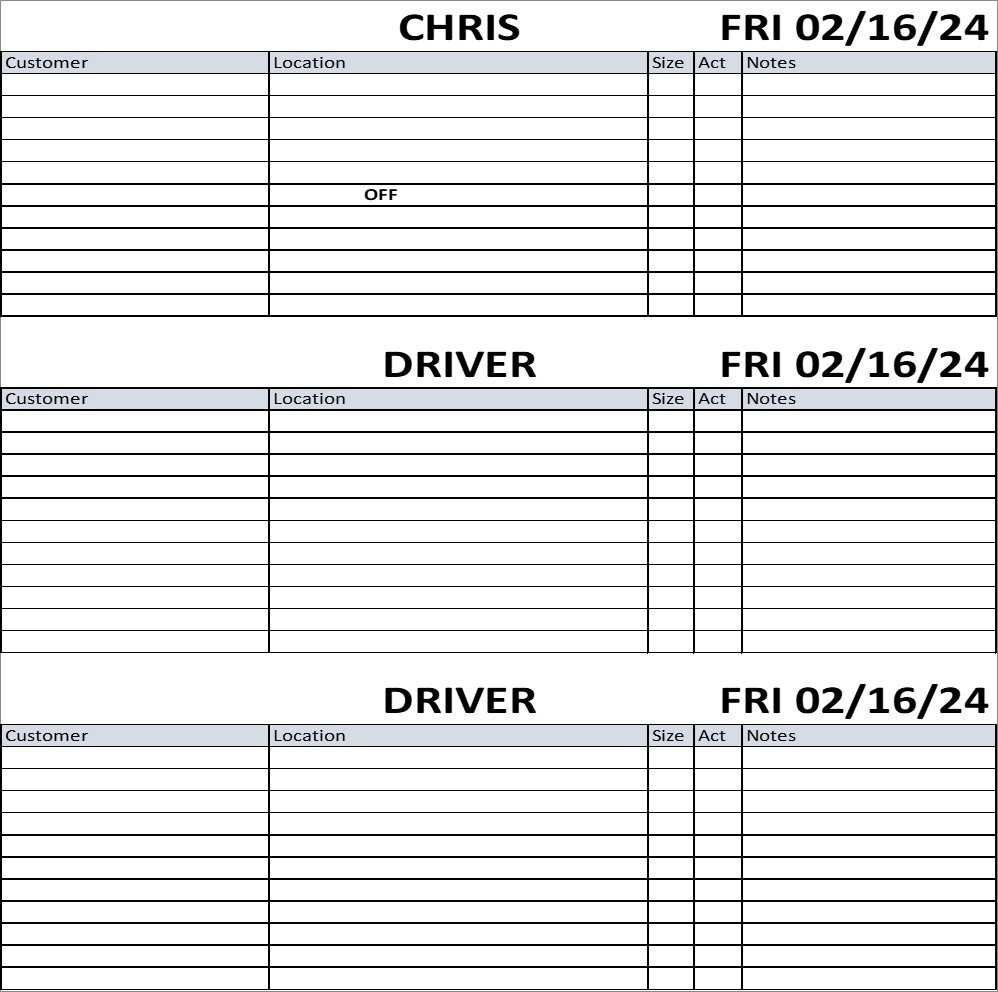 CHRIS FRI 02/16/24
Customer Location Size Act Notes
OFF
DRIVER FRI 02/16/24
Customer Location Size Act Notes
DRIVER FRI 02/16/24
Customer Location Size Act Notes